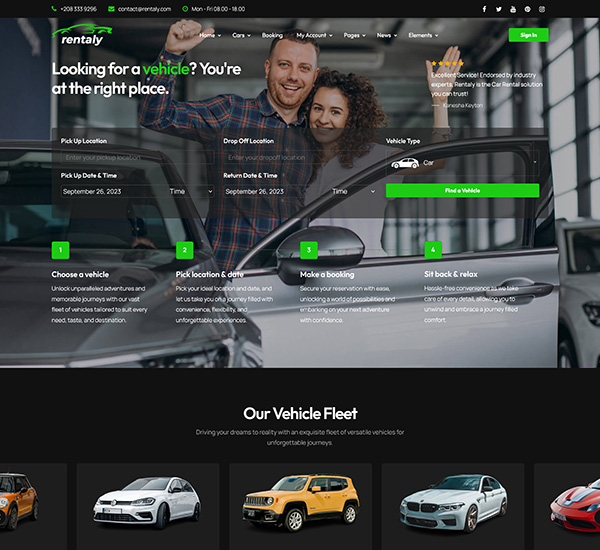 +208 333 9296 contact@rentaly.com Mon - Fri 08.00 - 18.00
rentaly
Home Cars Booking My Account Pages News Elements Sign In
Looking for a vehicle? You're
at the right place.
Excellent Service! Endorsed by industry
experts, Rentaly is the Car Rental solution
you can trust!
Kanesha Keyton
Pick Up Location Drop Off Location Vehicle Type
Enter your pickup location Enter your dropoff location Car
Pick Up Date & Time Return Date & Time
September 26, 2023 Time September 26, 2023 Time Find a Vehicle
1 2 3 4
Choose a vehicle Pick location & date Make a booking Sit back & relax
Unlock unparalleled adventures and Pick your ideal location and date, and Secure your reservation with ease, Hassle-free convenience as we take
memorable journeys with our vast let us take you on a journey filled with unlocking a world of possibilities and care of every detail, allowing you to
fleet of vehicles tailored to suit every convenience, flexibility, and embarking on your next adventure unwind and embrace a journey filled
need, taste, and destination. unforgettable experiences. with confidence. comfort.
Our Vehicle Fleet
Driving your dreams to reality with an exquisite fleet of versatile vehicles for
unforgettable journeys.